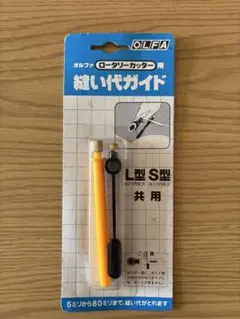 OLFA
オルファ ロータリーカッター 用
縫い代ガイド
L型 S型
共用
5ミリから80ミリまで、縫い代がとれます